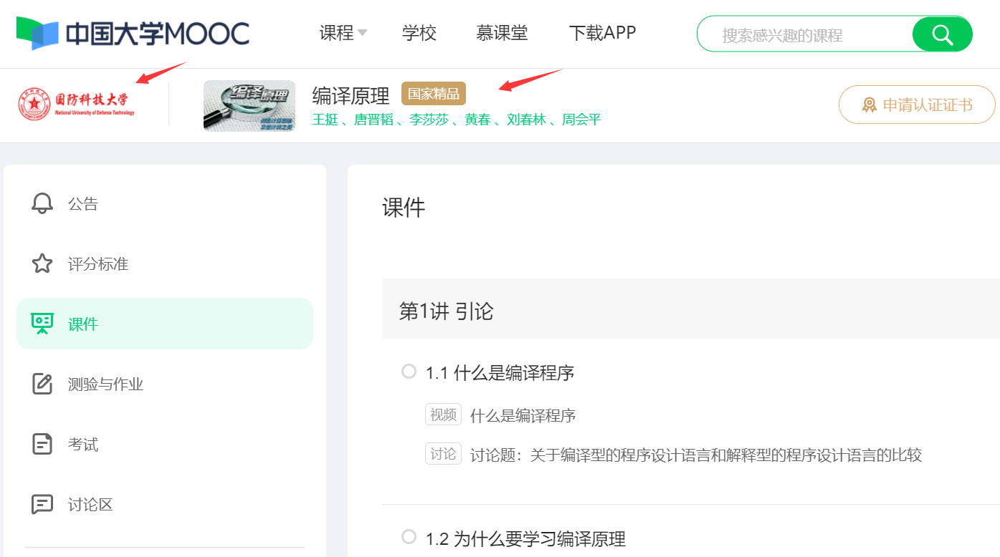 中国大学MOOC 课程 学校 慕课堂 下载APP 搜索感兴趣的课程
国防科技大学
National University of Defense Technology
编译原理
编译原理 国家精品
王挺 、唐晋韬 、李莎莎 、黄春 、刘春林 、周会平
申请认证证书
公告
评分标准
课件
测验与作业
考试
讨论区
课件
第1讲 引论
1.1 什么是编译程序
视频 什么是编译程序
讨论 讨论题：关于编译型的程序设计语言和解释型的程序设计语言的比较
1.2 为什么要学习编译原理